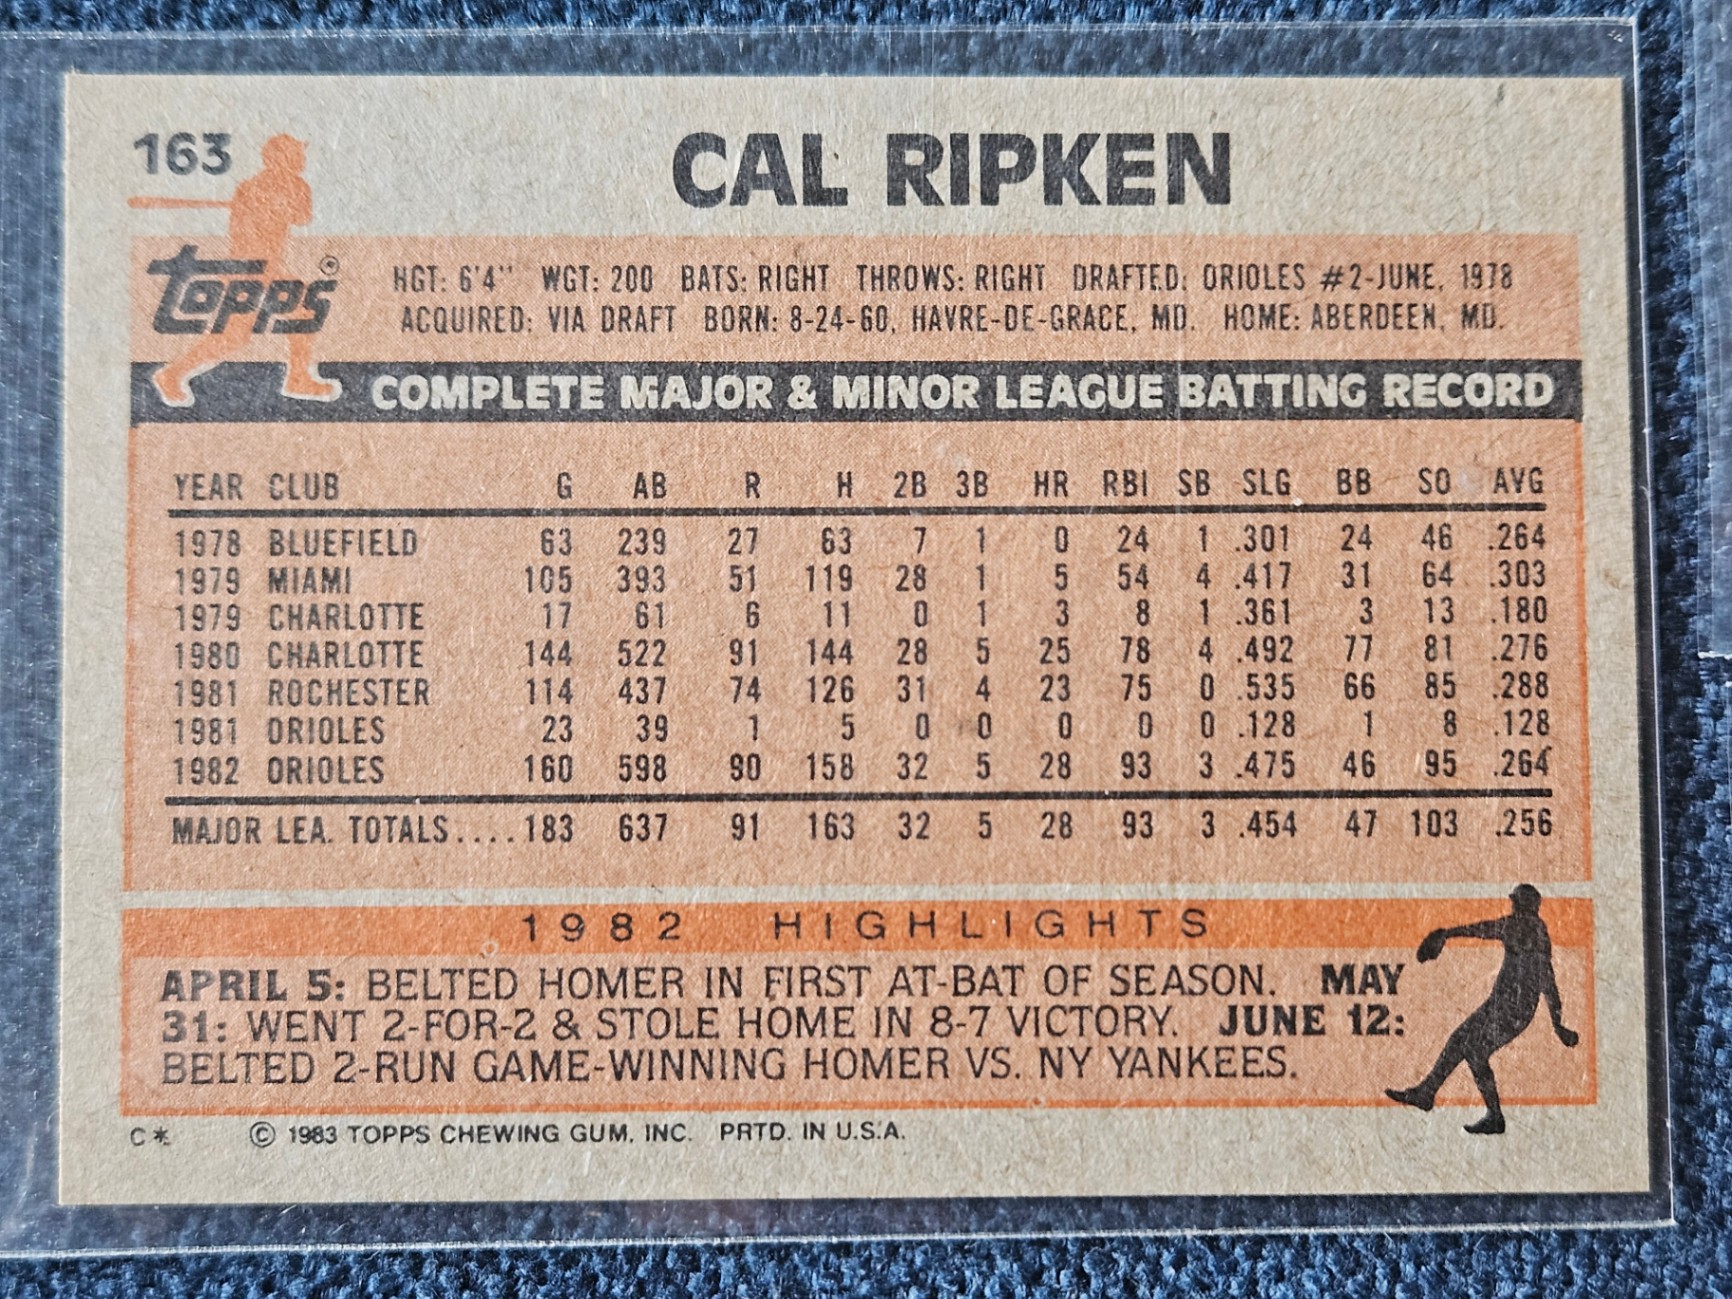 163
CAL RIPKEN
Topps®
HGT: 6'4" WGT: 200 BATS: RIGHT THROWS: RIGHT DRAFTED: ORIOLES #2-JUNE, 1978
ACQUIRED: VIA DRAFT BORN: 8-24-60, HAVRE-DE-GRACE, MD. HOME: ABERDEEN, MD.
COMPLETE MAJOR & MINOR LEAGUE BATTING RECORD
YEAR CLUB G AB R H 2B 3B HR RBI SB SLG BB SO AVG
1978 BLUEFIELD 63 239 27 63 7 1 0 24 1 .301 24 46 .264
1979 MIAMI 105 393 51 119 28 1 5 54 4 .417 31 64 .303
1979 CHARLOTTE 17 61 6 11 0 1 3 8 1 .361 3 13 .180
1980 CHARLOTTE 144 522 91 144 28 5 25 78 4 .492 77 81 .276
1981 ROCHESTER 114 437 74 126 31 4 23 75 0 .535 66 85 .288
1981 ORIOLES 23 39 1 5 0 0 0 0 0 .128 1 8 .128
1982 ORIOLES 160 598 90 158 32 5 28 93 3 .475 46 95 .264
MAJOR LEA. TOTALS....183 637 91 163 32 5 28 93 3 .454 47 103 .256
1982 HIGHLIGHTS
APRIL 5: BELTED HOMER IN FIRST AT-BAT OF SEASON. MAY
31: WENT 2-FOR-2 & STOLE HOME IN 8-7 VICTORY. JUNE 12:
BELTED 2-RUN GAME-WINNING HOMER VS. NY YANKEES.
C* © 1983 TOPPS CHEWING GUM, INC. PRTD. IN U.S.A.